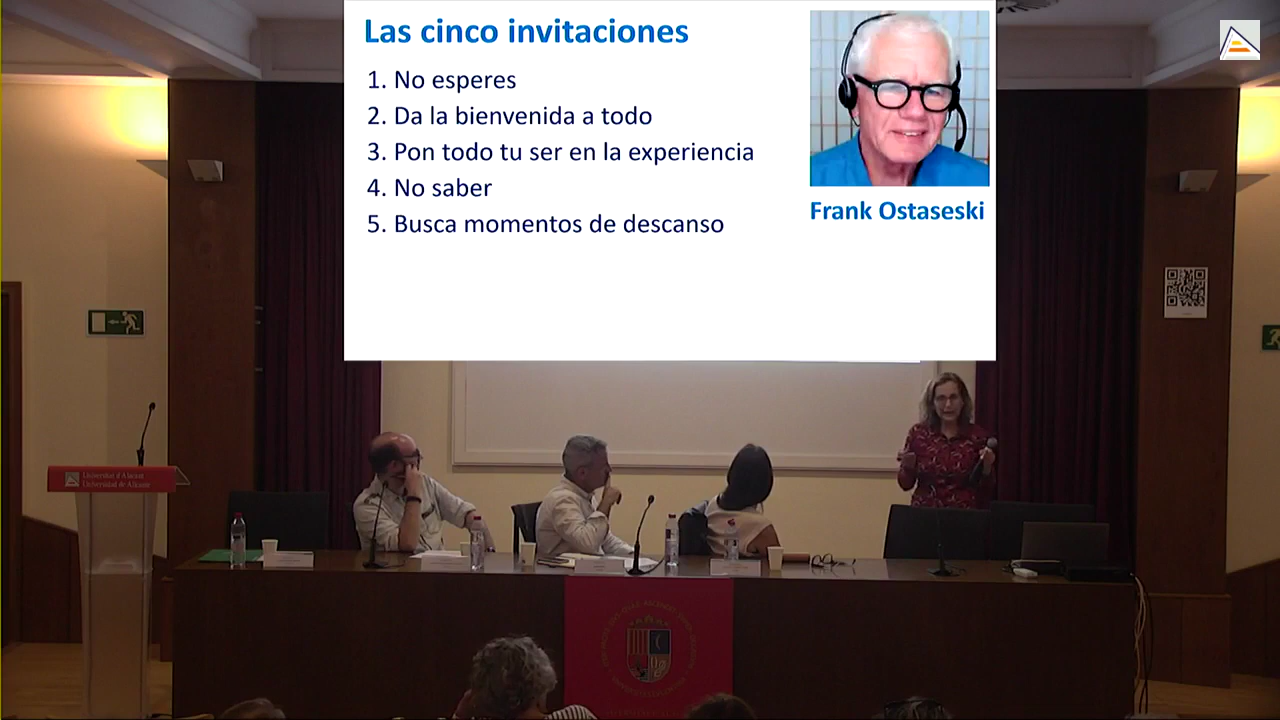 Las cinco invitaciones
1. No esperes
2. Da la bienvenida a todo
3. Pon todo tu ser en la experiencia
4. No saber
5. Busca momentos de descanso
Frank Ostaseski
Universitat d'Alacant
Universidad de Alicante